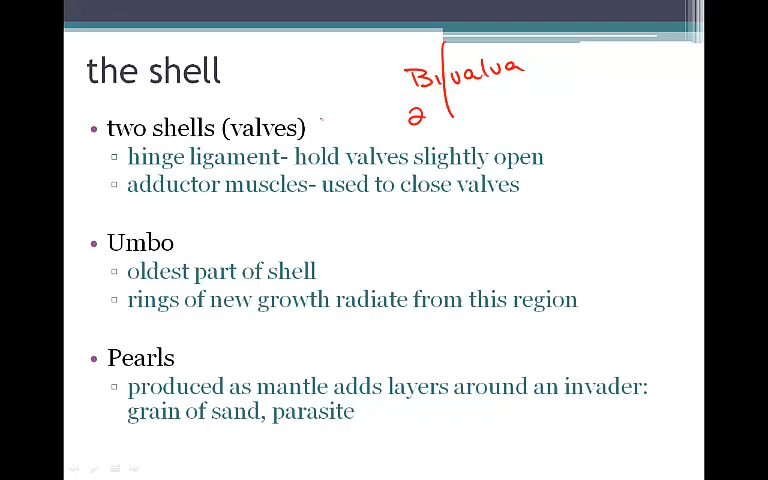 the shell
Bi/valva
2
• two shells (valves)
▫ hinge ligament- hold valves slightly open
▫ adductor muscles- used to close valves
• Umbo
▫ oldest part of shell
▫ rings of new growth radiate from this region
• Pearls
▫ produced as mantle adds layers around an invader:
grain of sand, parasite